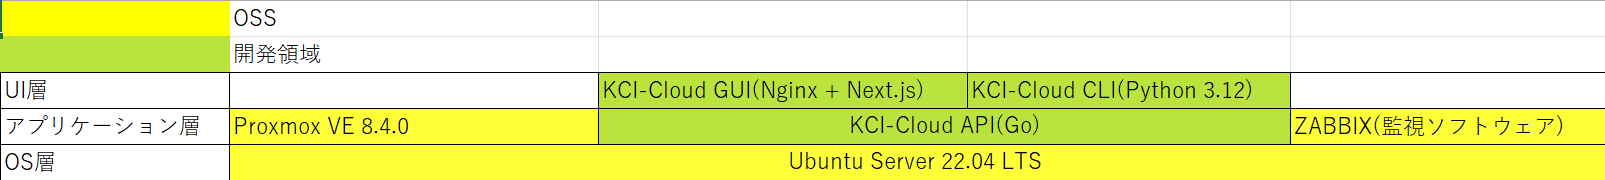 OSS
開発領域
UI層
KCI-Cloud GUI(Nginx + Next.js)
KCI-Cloud CLI(Python 3.12)
アプリケーション層
Proxmox VE 8.4.0
KCI-Cloud API(Go)
ZABBIX(監視ソフトウェア)
OS層
Ubuntu Server 22.04 LTS